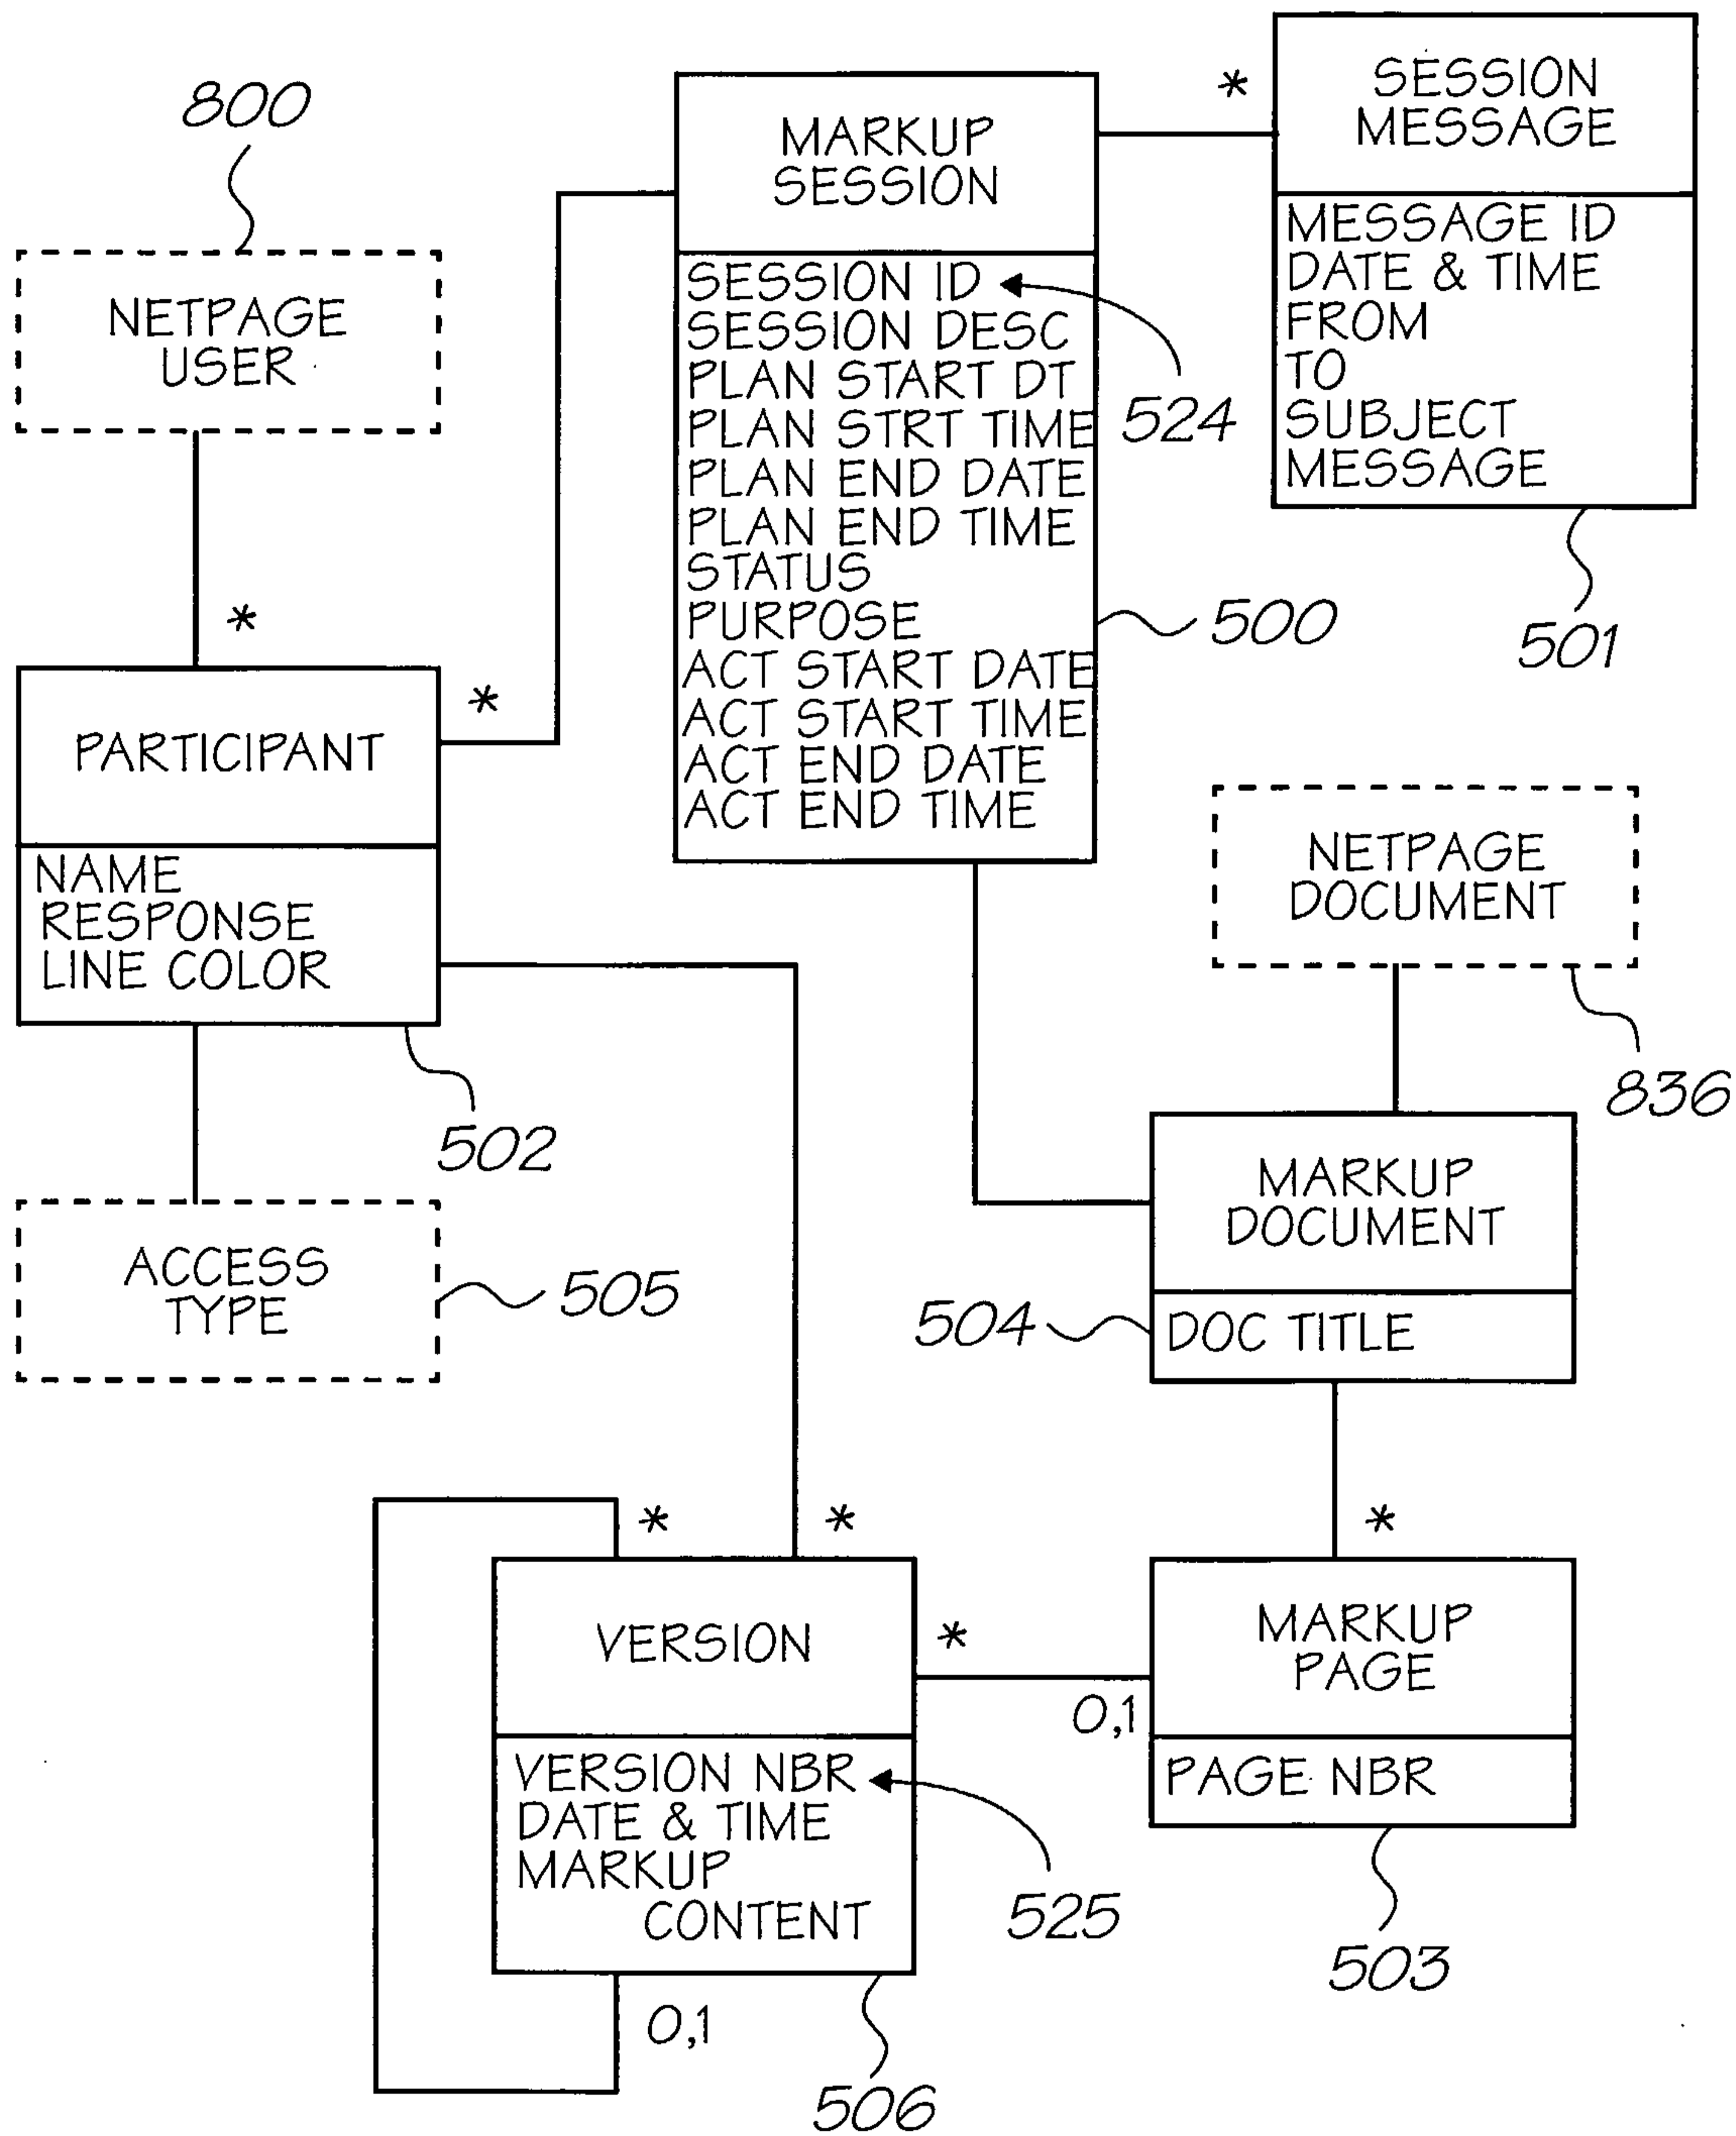 800
NETPAGE
USER
*
PARTICIPANT
*
NAME
RESPONSE
LINE COLOR
502
ACCESS
TYPE
505
MARKUP
SESSION
SESSION ID
SESSION DESC
PLAN START DT
PLAN STRT TIME
PLAN END DATE
PLAN END TIME
STATUS
PURPOSE
ACT START DATE
ACT START TIME
ACT END DATE
ACT END TIME
524
500
*
SESSION
MESSAGE
MESSAGE ID
DATE & TIME
FROM
TO
SUBJECT
MESSAGE
501
NETPAGE
DOCUMENT
836
MARKUP
DOCUMENT
504
DOC TITLE
*
*
*
VERSION
*
0,1
VERSION NBR
DATE & TIME
MARKUP
CONTENT
525
0,1
506
MARKUP
PAGE
PAGE NBR
503